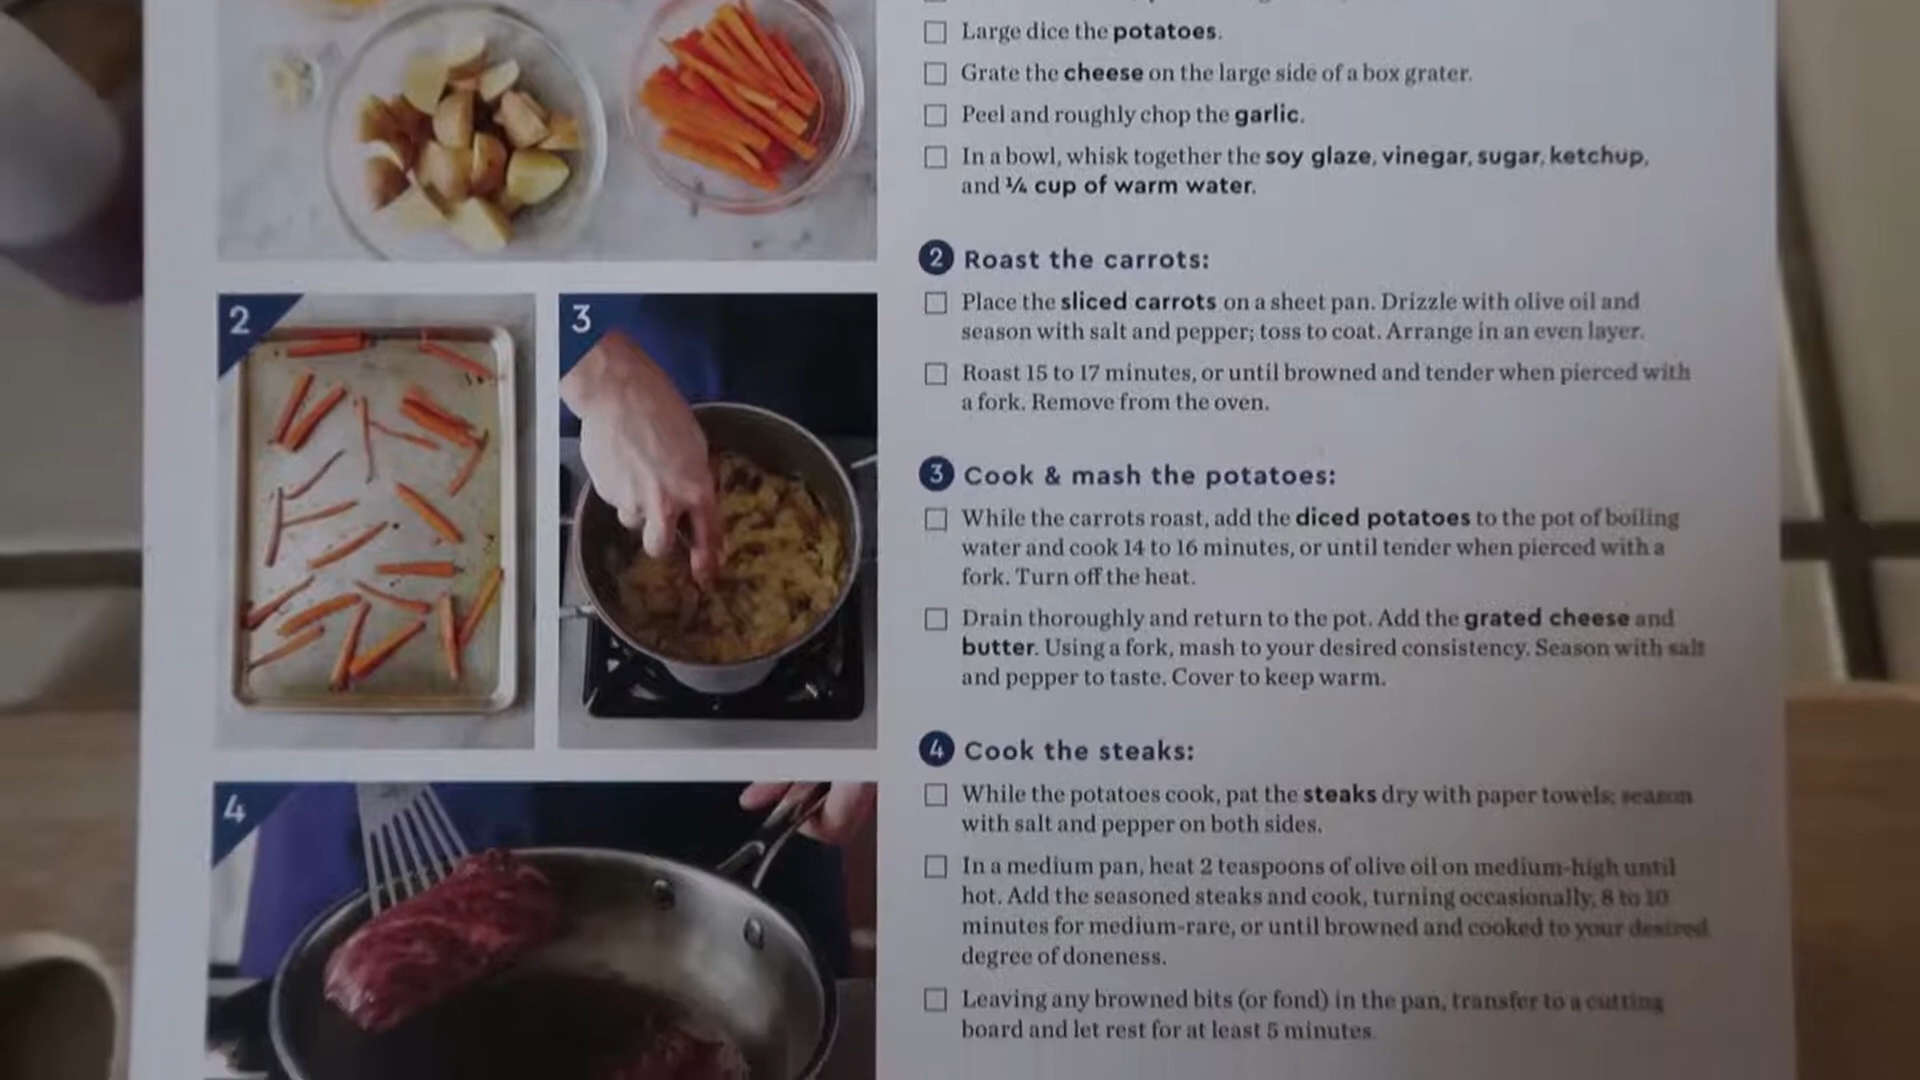 Large dice the potatoes.
Grate the cheese on the large side of a box grater.
Peel and roughly chop the garlic.
In a bowl, whisk together the soy glaze, vinegar, sugar, ketchup,
and ¼ cup of warm water.
2 Roast the carrots:
Place the sliced carrots on a sheet pan. Drizzle with olive oil and
season with salt and pepper; toss to coat. Arrange in an even layer.
Roast 15 to 17 minutes, or until browned and tender when pierced with
a fork. Remove from the oven.
3 Cook & mash the potatoes:
While the carrots roast, add the diced potatoes to the pot of boiling
water and cook 14 to 16 minutes, or until tender when pierced with a
fork. Turn off the heat.
Drain thoroughly and return to the pot. Add the grated cheese and
butter. Using a fork, mash to your desired consistency. Season with salt
and pepper to taste. Cover to keep warm.
4 Cook the steaks:
While the potatoes cook, pat the steaks dry with paper towels; season
with salt and pepper on both sides.
In a medium pan, heat 2 teaspoons of olive oil on medium-high until
hot. Add the seasoned steaks and cook, turning occasionally, 8 to 10
minutes for medium-rare, or until browned and cooked to your desired
degree of doneness.
Leaving any browned bits (or fond) in the pan, transfer to a cutting
board and let rest for at least 5 minutes.
2
3
4